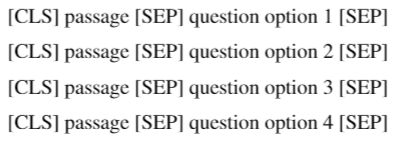 [CLS] passage [SEP] question option 1 [SEP]
[CLS] passage [SEP] question option 2 [SEP]
[CLS] passage [SEP] question option 3 [SEP]
[CLS] passage [SEP] question option 4 [SEP]